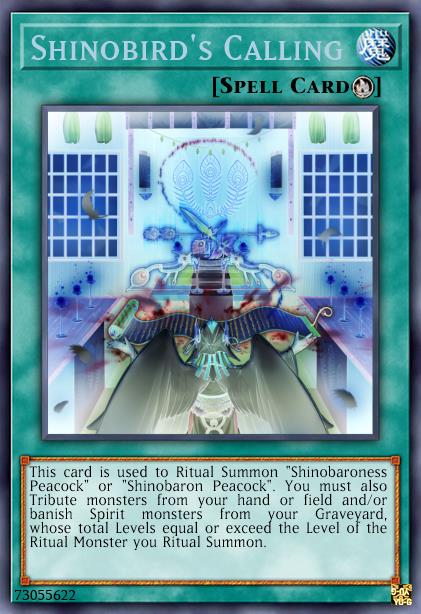 Shinobird's Calling
魔
[Spell Card]
This card is used to Ritual Summon "Shinobaroness
Peacock" or "Shinobaron Peacock". You must also
Tribute monsters from your hand or field and/or
banish Spirit monsters from your Graveyard,
whose total Levels equal or exceed the Level of the
Ritual Monster you Ritual Summon.
73055622